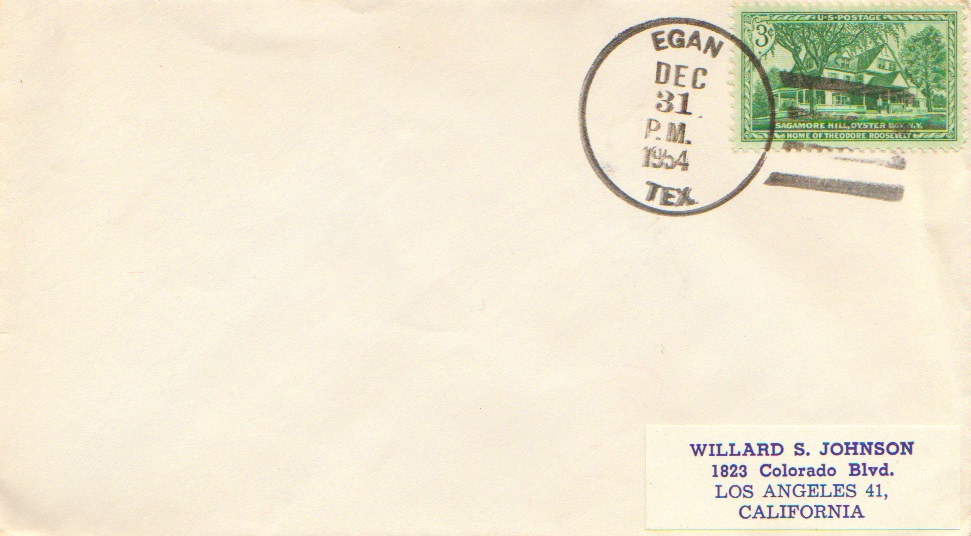 EGAN
DEC
31
P.M.
1954
TEX.
U·S·POSTAGE
3¢
SAGAMORE HILL, OYSTER BAY, N.Y.
HOME OF THEODORE ROOSEVELT
WILLARD S. JOHNSON
1823 Colorado Blvd.
LOS ANGELES 41,
CALIFORNIA